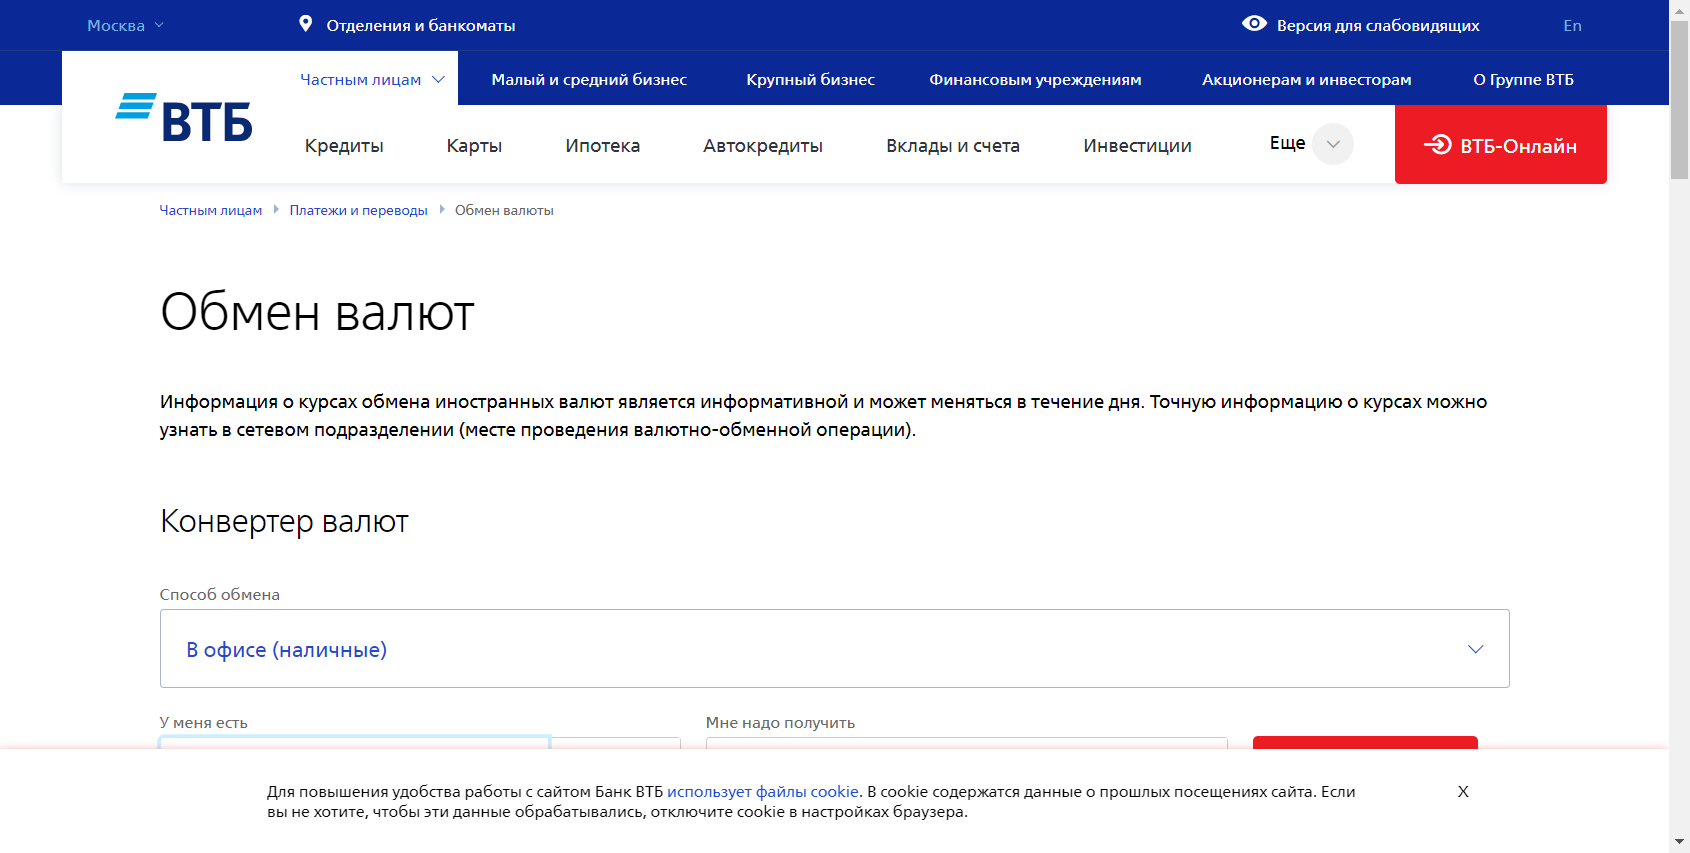 Москва
Отделения и банкоматы
Версия для слабовидящих
En
Частным лицам
Малый и средний бизнес
Крупный бизнес
Финансовым учреждениям
Акционерам и инвесторам
О Группе ВТБ
ВТБ
Кредиты
Карты
Ипотека
Автокредиты
Вклады и счета
Инвестиции
Еще
ВТБ-Онлайн
Частным лицам
Платежи и переводы
Обмен валюты
Обмен валют
Информация о курсах обмена иностранных валют является информативной и может меняться в течение дня. Точную информацию о курсах можно
узнать в сетевом подразделении (месте проведения валютно-обменной операции).
Конвертер валют
Способ обмена
В офисе (наличные)
У меня есть
Мне надо получить
Для повышения удобства работы с сайтом Банк ВТБ использует файлы cookie. В cookie содержатся данные о прошлых посещениях сайта. Если
вы не хотите, чтобы эти данные обрабатывались, отключите cookie в настройках браузера.
X